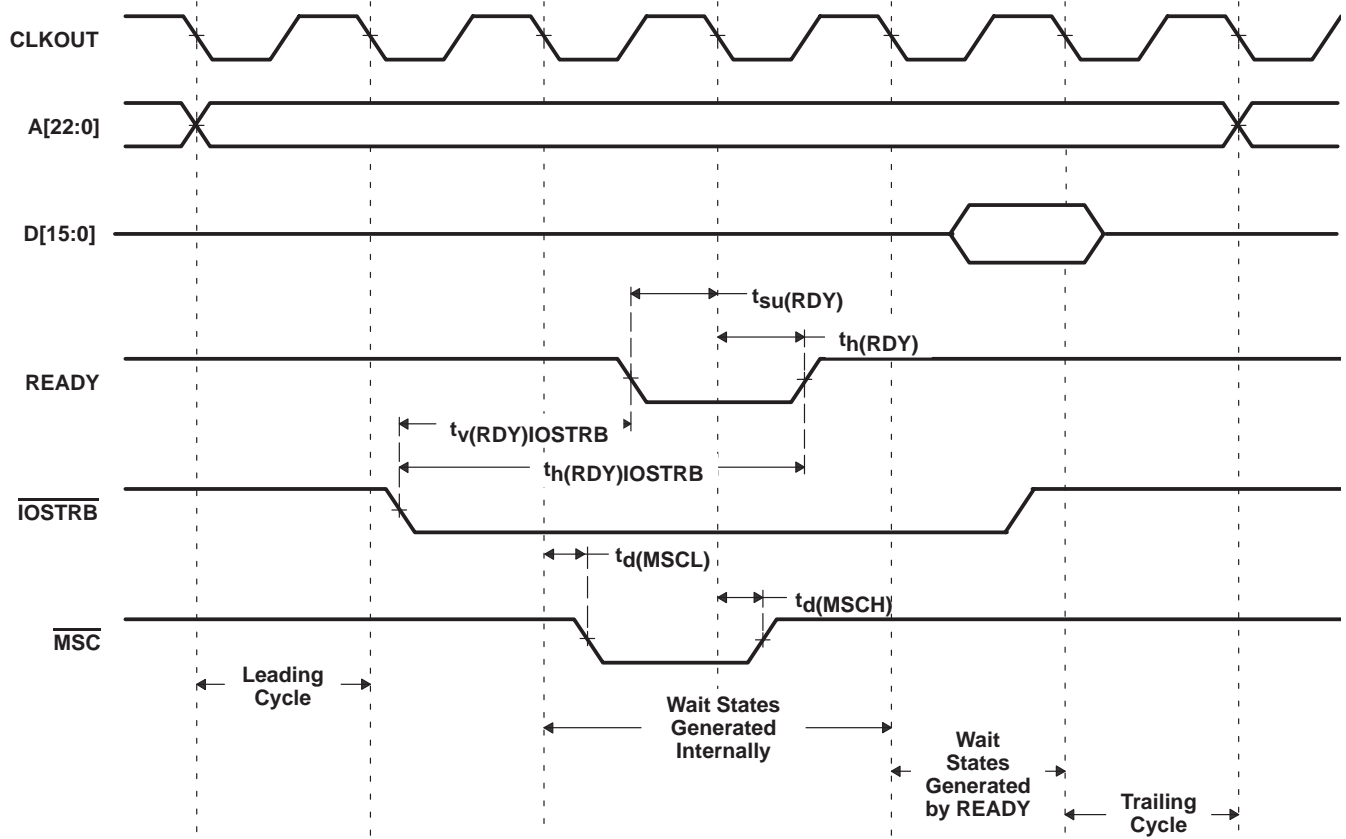 CLKOUT
A[22:0]
D[15:0]
tsu(RDY)
th(RDY)
READY
tv(RDY)IOSTRB
th(RDY)IOSTRB
IOSTRB
td(MSCL)
td(MSCH)
MSC
Leading
Cycle
Wait States
Generated
Internally
Wait
States
Generated
by READY
Trailing
Cycle